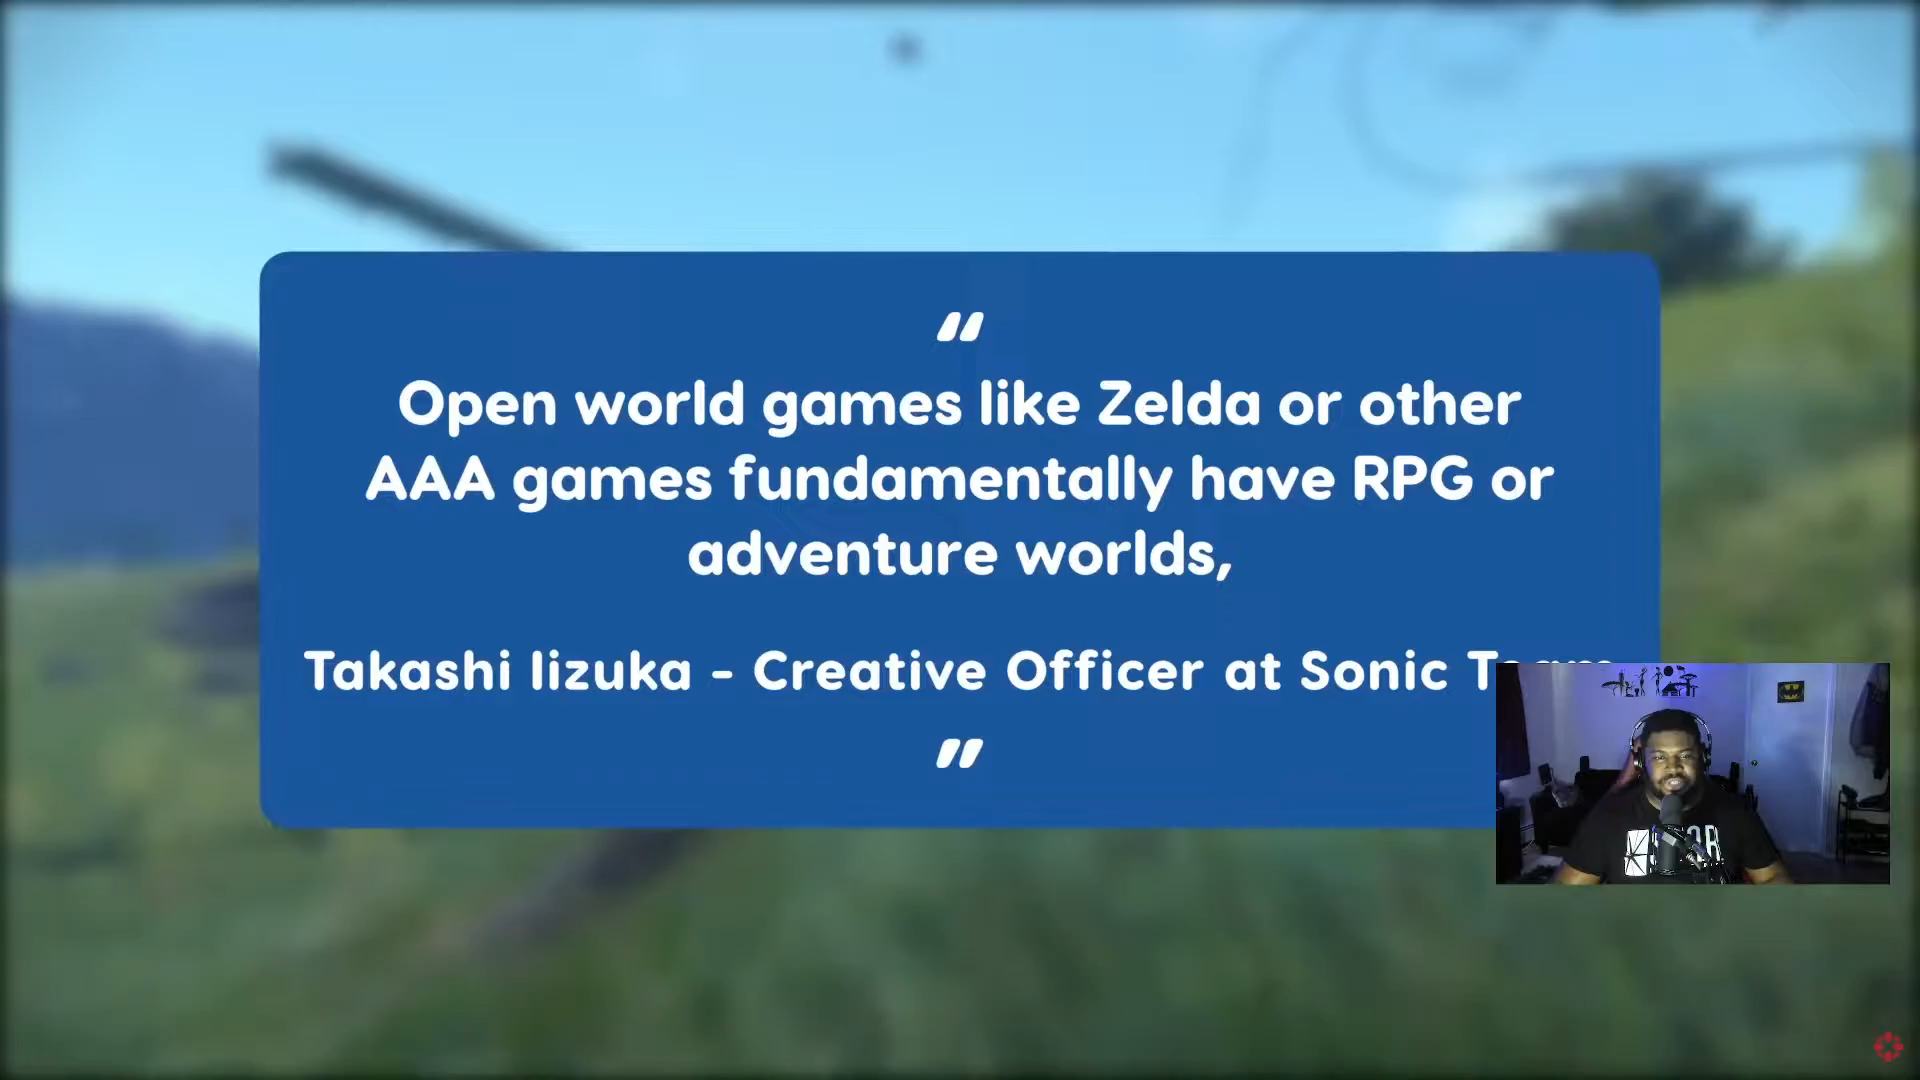 “
Open world games like Zelda or other
AAA games fundamentally have RPG or
adventure worlds,
Takashi Iizuka - Creative Officer at Sonic
”